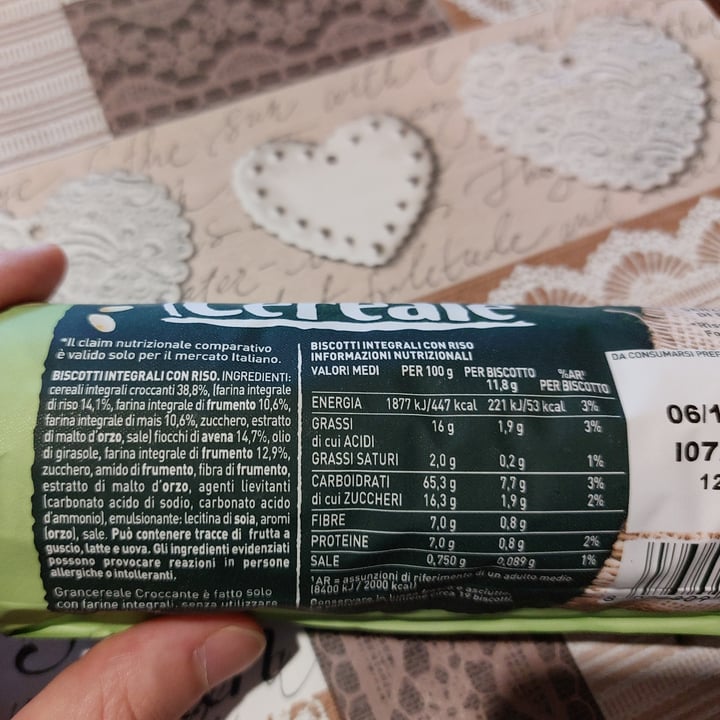 Cereale
*Il claim nutrizionale comparativo
è valido solo per il mercato Italiano.
BISCOTTI INTEGRALI CON RISO. INGREDIENTI:
cereali integrali croccanti 38,8%, (farina integrale
di riso 14,1%, farina integrale di frumento 10,6%,
farina integrale di mais 10,6%, zucchero, estratto
di malto d'orzo, sale) fiocchi di avena 14,7%, olio
di girasole, farina integrale di frumento 12,9%,
zucchero, amido di frumento, fibra di frumento,
estratto di malto d'orzo, agenti lievitanti
(carbonato acido di sodio, carbonato acido
d'ammonio), emulsionante: lecitina di soia, aromi
(orzo), sale. Può contenere tracce di frutta a
guscio, latte e uova. Gli ingredienti evidenziati
possono provocare reazioni in persone
allergiche o intolleranti.
Grancereale Croccante è fatto solo
con farine integrali, senza utilizzare
BISCOTTI INTEGRALI CON RISO
INFORMAZIONI NUTRIZIONALI
VALORI MEDI PER 100 g PER BISCOTTO %AR¹
11,8 g PER BISCOTTO
ENERGIA 1877 kJ/447 kcal 221 kJ/53 kcal 3%
GRASSI 16 g 1,9 g 3%
di cui ACIDI
GRASSI SATURI 2,0 g 0,2 g 1%
CARBOIDRATI 65,3 g 7,7 g 3%
di cui ZUCCHERI 16,3 g 1,9 g 2%
FIBRE 7,0 g 0,8 g
PROTEINE 7,0 g 0,8 g 2%
SALE 0,750 g 0,089 g 1%
¹AR = assunzioni di riferimento di un adulto medio
(8400 kJ / 2000 kcal)
DA CONSUMARSI PREF
06/1
I07
12
the sun with